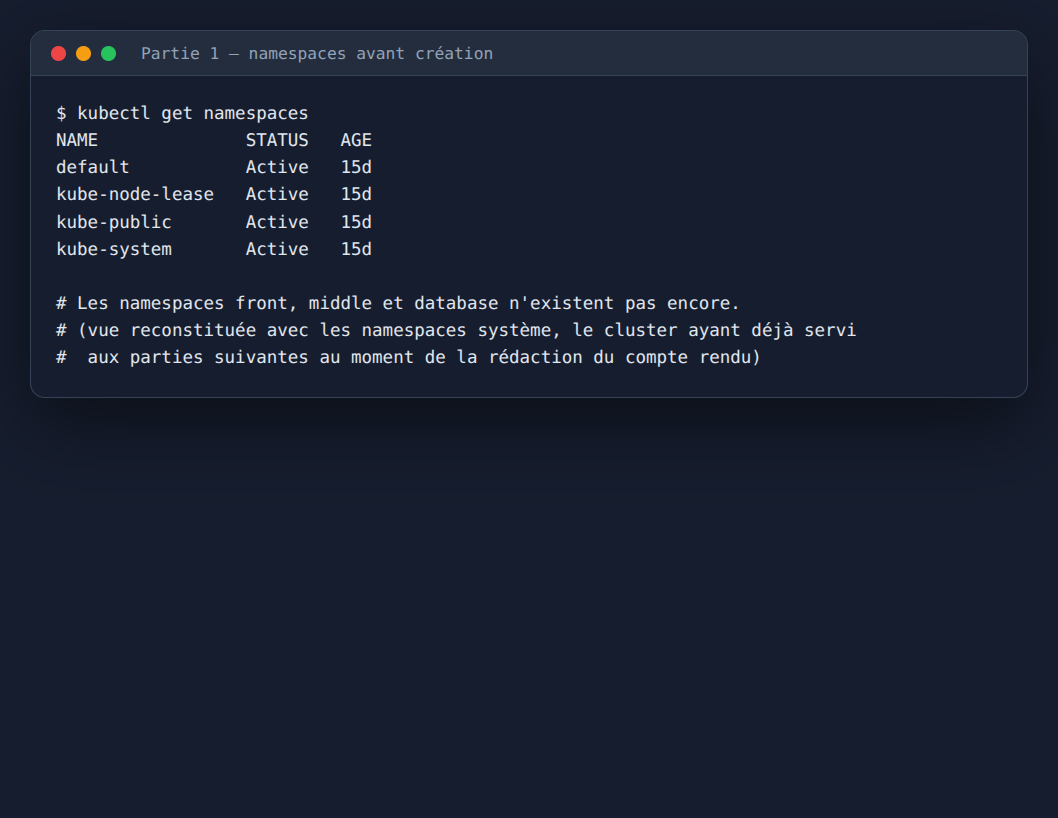 Partie 1 — namespaces avant création
$ kubectl get namespaces
NAME              STATUS   AGE
default           Active   15d
kube-node-lease   Active   15d
kube-public       Active   15d
kube-system       Active   15d
# Les namespaces front, middle et database n'existent pas encore.
# (vue reconstituée avec les namespaces système, le cluster ayant déjà servi
#  aux parties suivantes au moment de la rédaction du compte rendu)